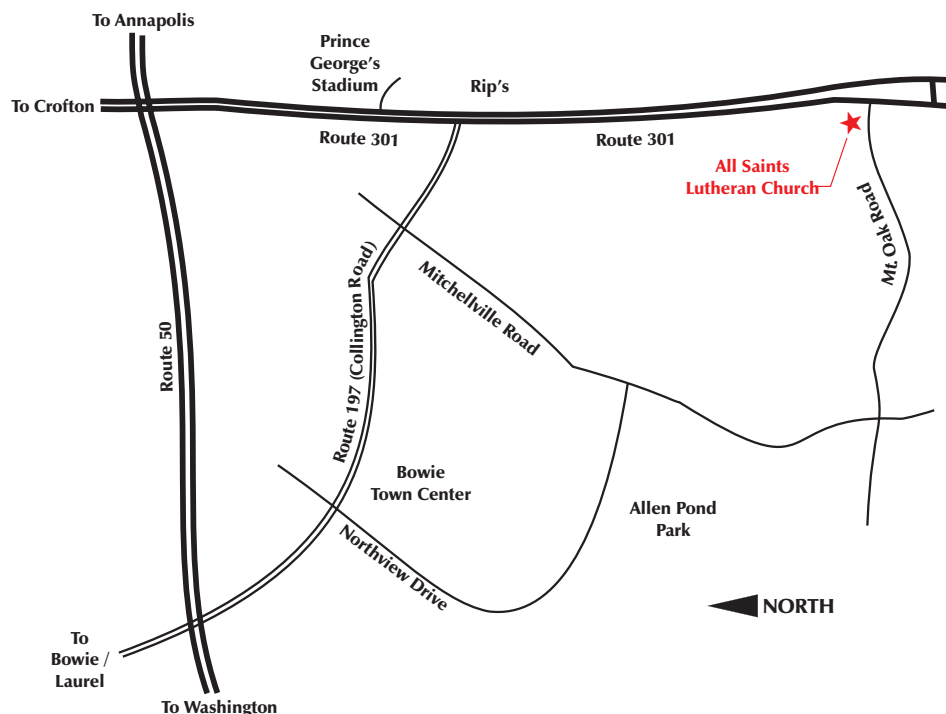 To Annapolis
Prince
George's
Stadium
Rip's
To Crofton
Route 301
Route 301
All Saints
Lutheran Church
Mt. Oak Road
Mitchellville Road
Route 50
Route 197 (Collington Road)
Bowie
Town Center
Allen Pond
Park
Northview Drive
NORTH
To
Bowie /
Laurel
To Washington